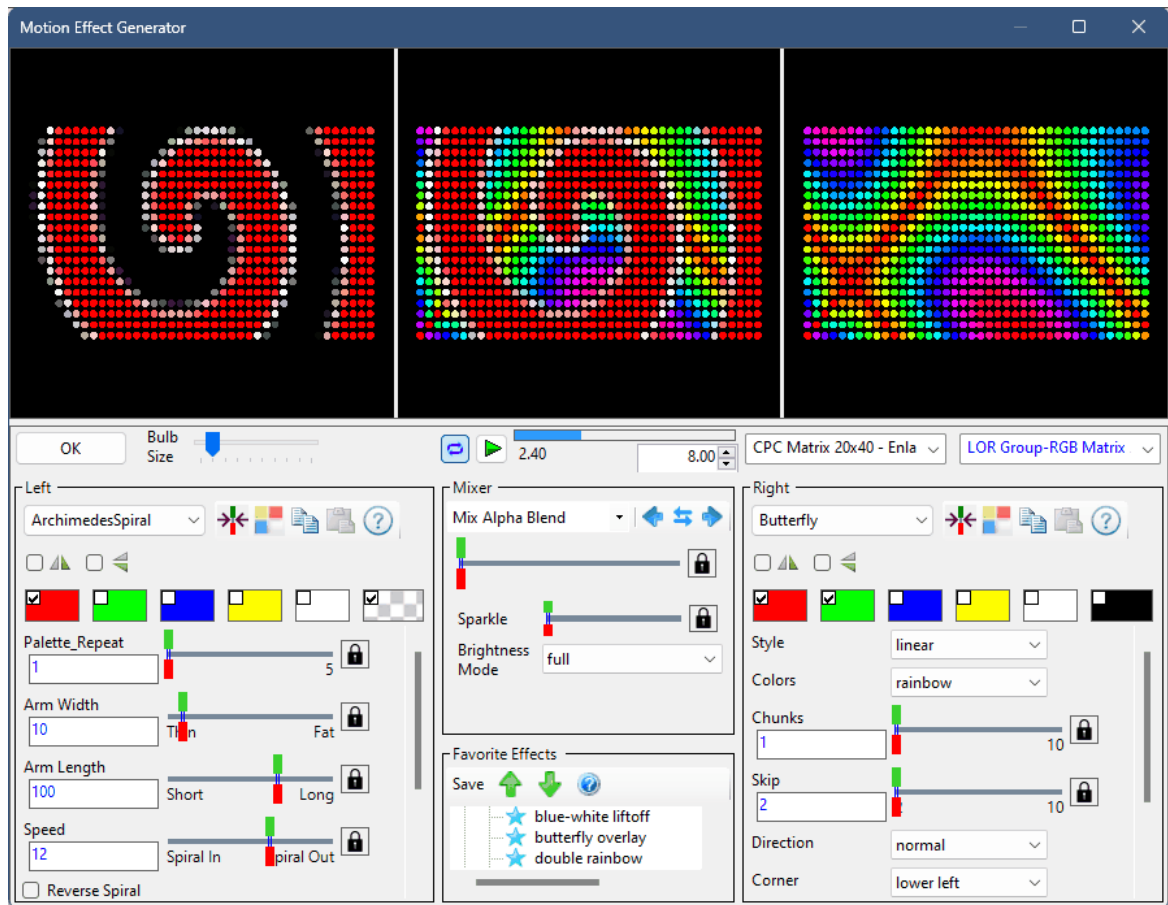 Motion Effect Generator
OK
Bulb
Size
2.40
8.00
CPC Matrix 20x40 - Enla
LOR Group-RGB Matrix
Left
ArchimedesSpiral
Palette_Repeat
1
5
Arm Width
10
Thin
Fat
Arm Length
100
Short
Long
Speed
12
Spiral In
piral Out
Reverse Spiral
Mixer
Mix Alpha Blend
Sparkle
Brightness
Mode
full
Favorite Effects
Save
blue-white liftoff
butterfly overlay
double rainbow
Right
Butterfly
Style
linear
Colors
rainbow
Chunks
1
10
Skip
2
10
Direction
normal
Corner
lower left